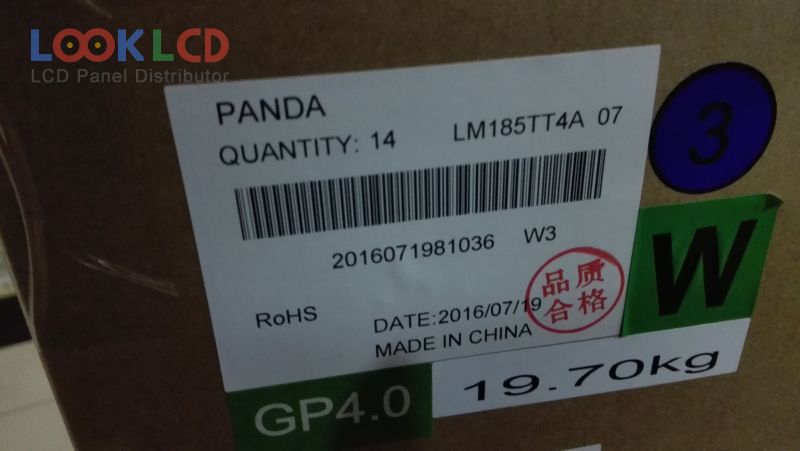 LOOK LCD
LCD Panel Distributor
PANDA
QUANTITY: 14 LM185TT4A 07
2016071981036 W3
RoHS
DATE:2016/07/19
MADE IN CHINA
品质
合格
3
W
GP4.0
19.70kg